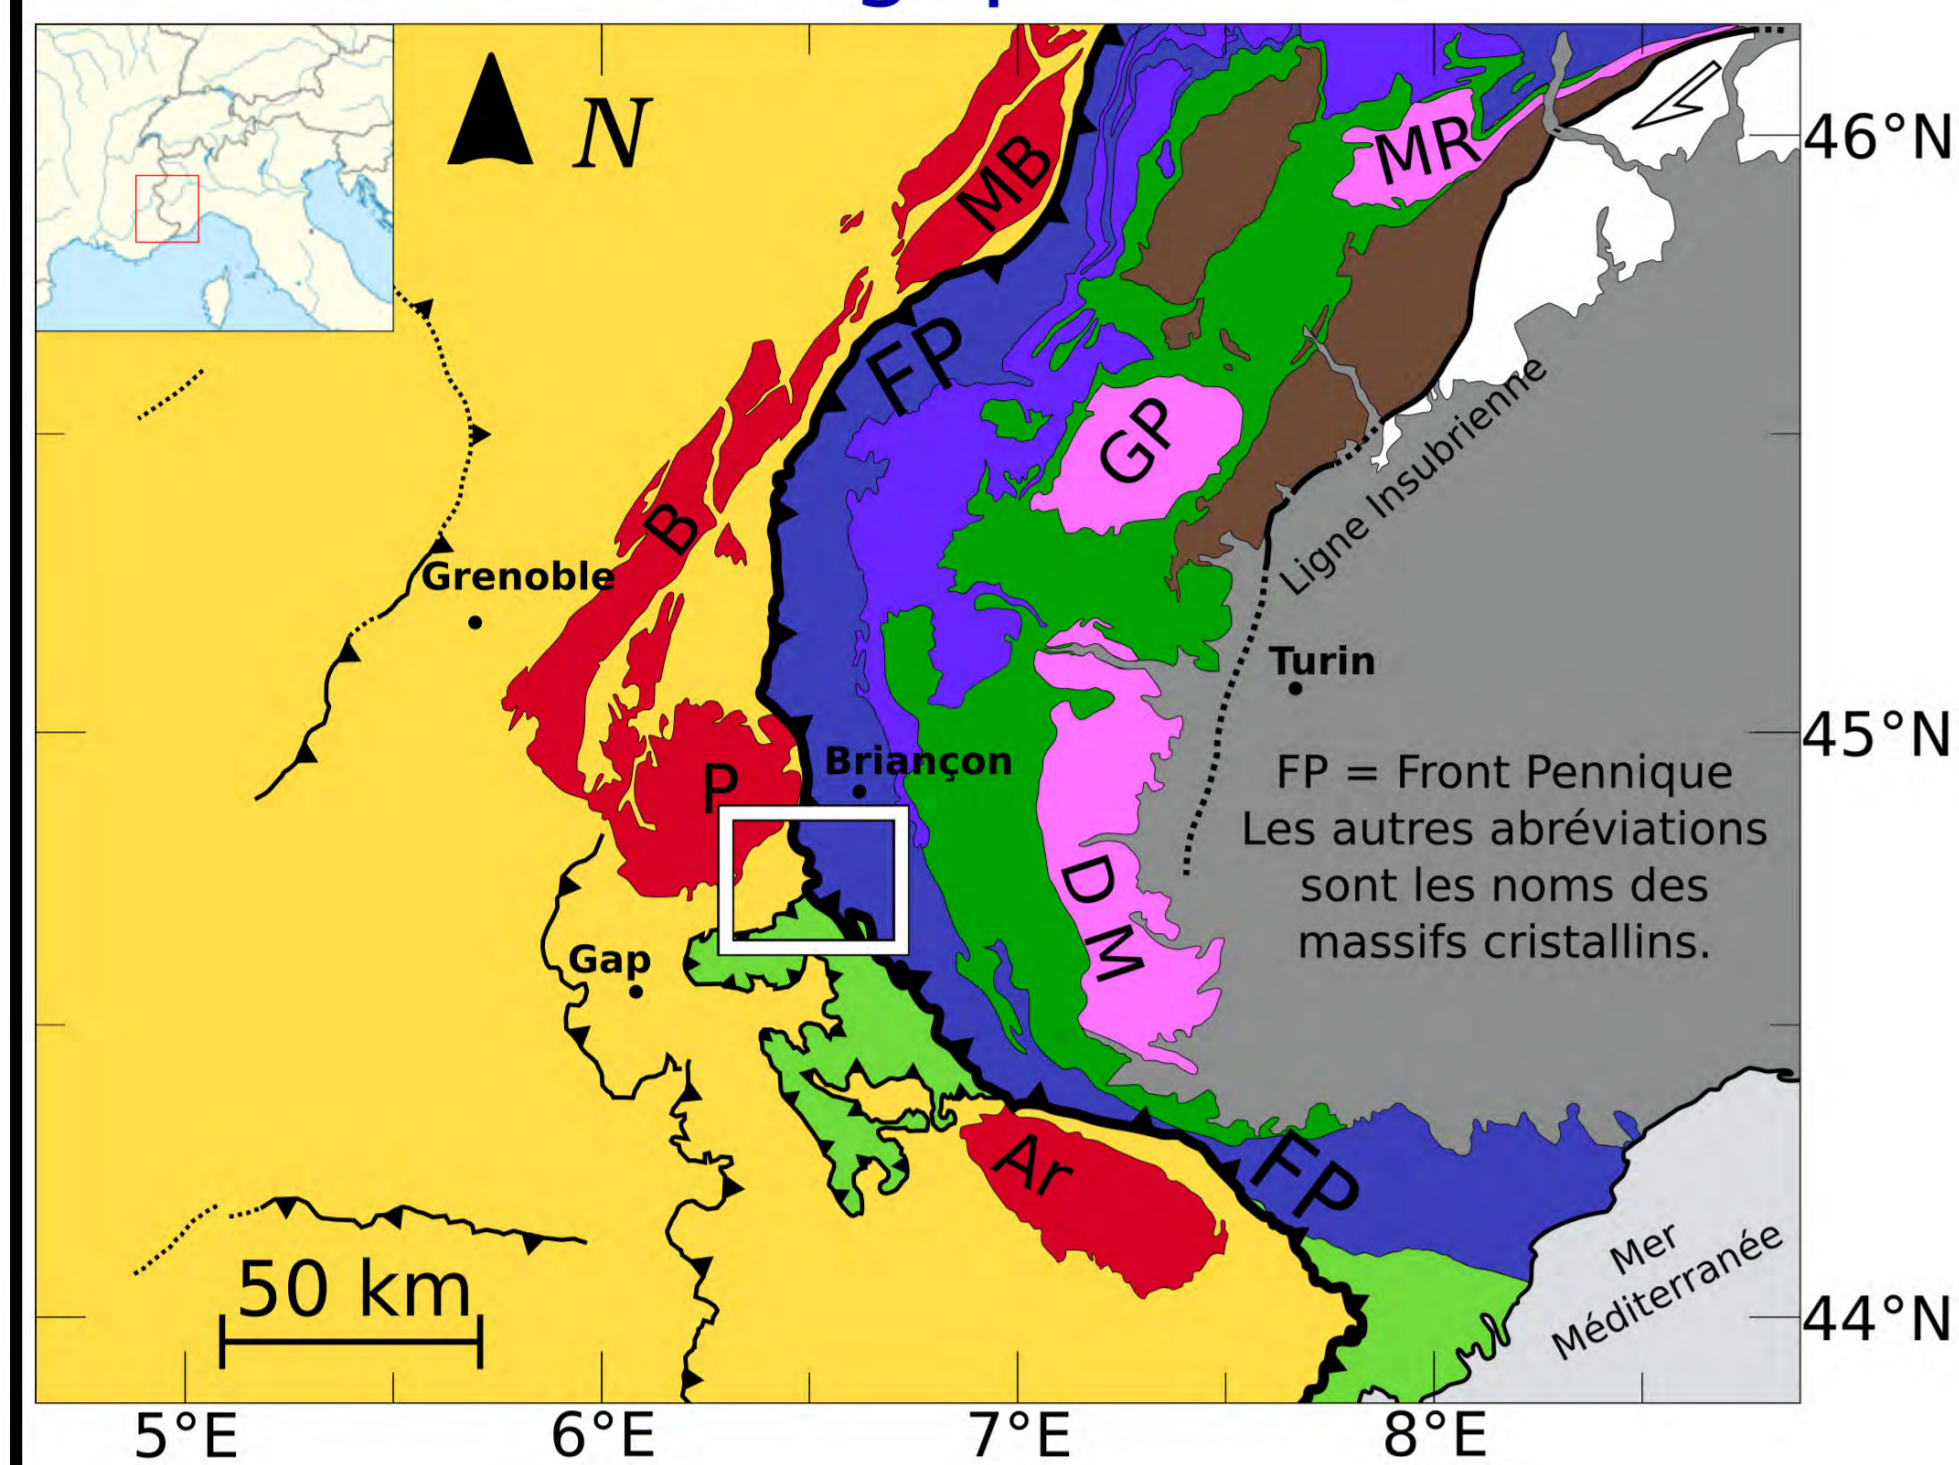 N
46°N
MR
MB
FP
GP
Ligne Insubrienne
B
Grenoble
Turin
45°N
Briançon
P
FP = Front Pennique
Les autres abréviations
sont les noms des
massifs cristallins.
DM
Gap
Ar
FP
Mer
Méditerranée
50 km
44°N
5°E
6°E
7°E
8°E